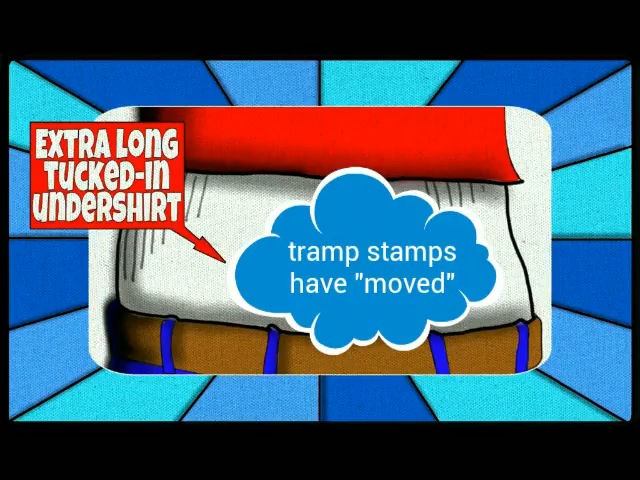 EXTRA LONG
TUCKED-IN
UNDERSHIRT
tramp stamps
have "moved"